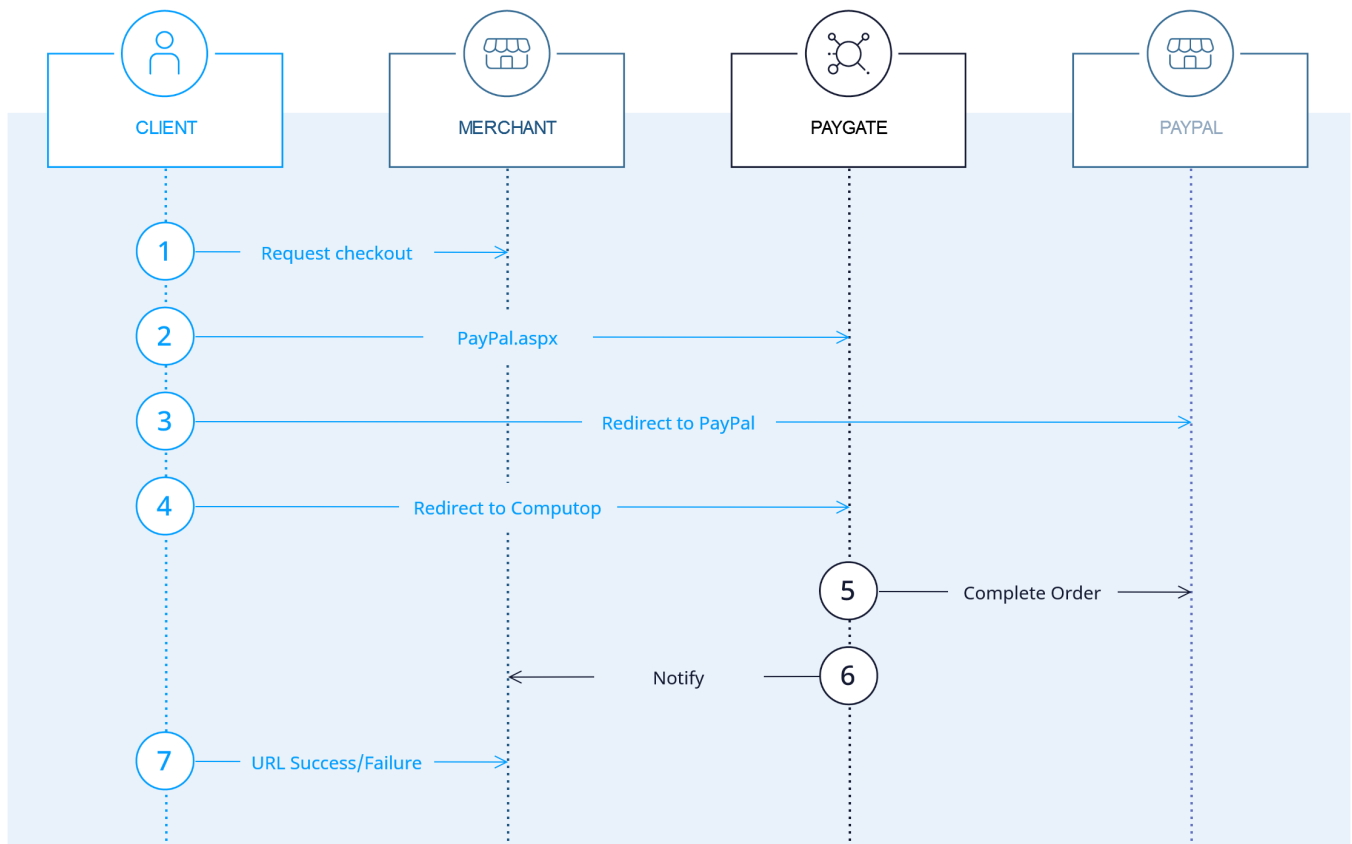 CLIENT
MERCHANT
PAYGATE
PAYPAL
1 Request checkout
2 PayPal.aspx
3 Redirect to PayPal
4 Redirect to Computop
5 Complete Order
Notify 6
7 URL Success/Failure